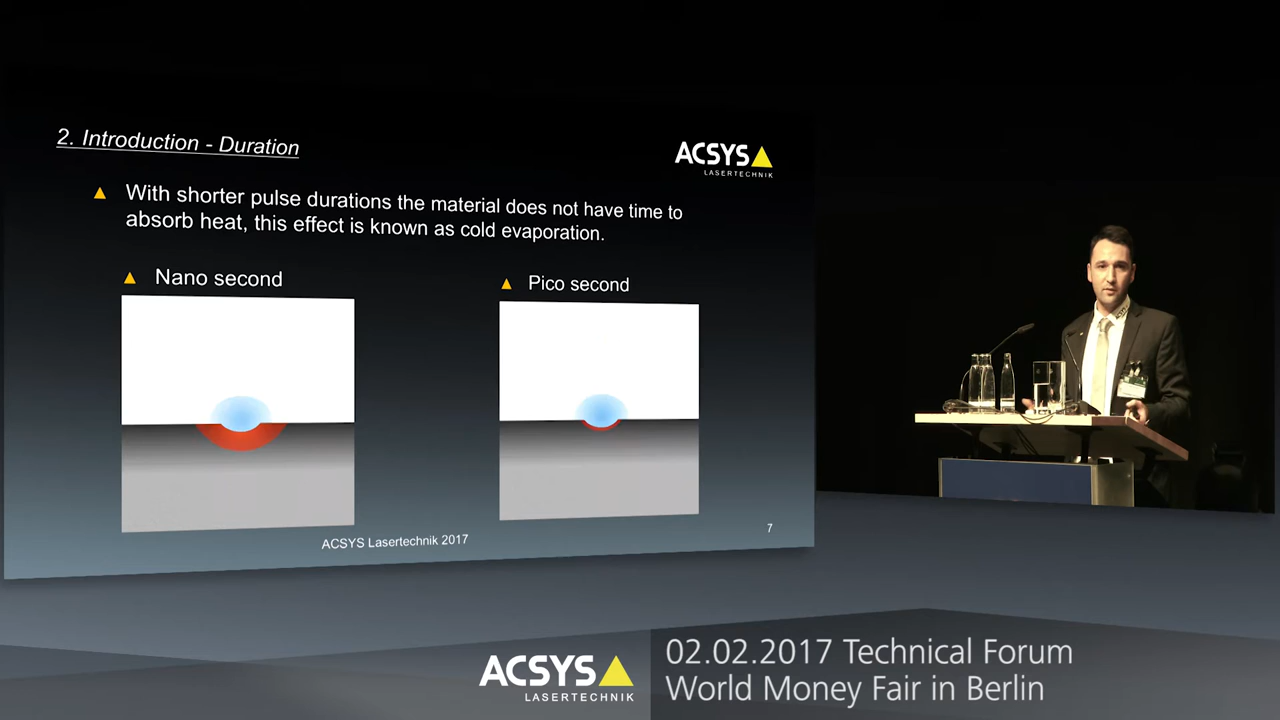 2. Introduction - Duration
ACSYS
LASERTECHNIK
With shorter pulse durations the material does not have time to
absorb heat, this effect is known as cold evaporation.
Nano second
Pico second
ACSYS Lasertechnik 2017
7
ACSYS
LASERTECHNIK
02.02.2017 Technical Forum
World Money Fair in Berlin